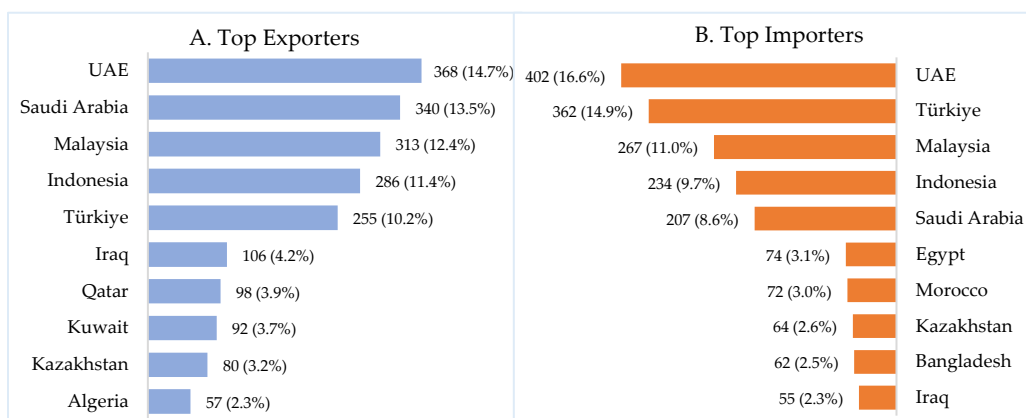 A. Top Exporters
UAE 368 (14.7%)
Saudi Arabia 340 (13.5%)
Malaysia 313 (12.4%)
Indonesia 286 (11.4%)
Türkiye 255 (10.2%)
Iraq 106 (4.2%)
Qatar 98 (3.9%)
Kuwait 92 (3.7%)
Kazakhstan 80 (3.2%)
Algeria 57 (2.3%)
B. Top Importers
402 (16.6%) UAE
362 (14.9%) Türkiye
267 (11.0%) Malaysia
234 (9.7%) Indonesia
207 (8.6%) Saudi Arabia
74 (3.1%) Egypt
72 (3.0%) Morocco
64 (2.6%) Kazakhstan
62 (2.5%) Bangladesh
55 (2.3%) Iraq